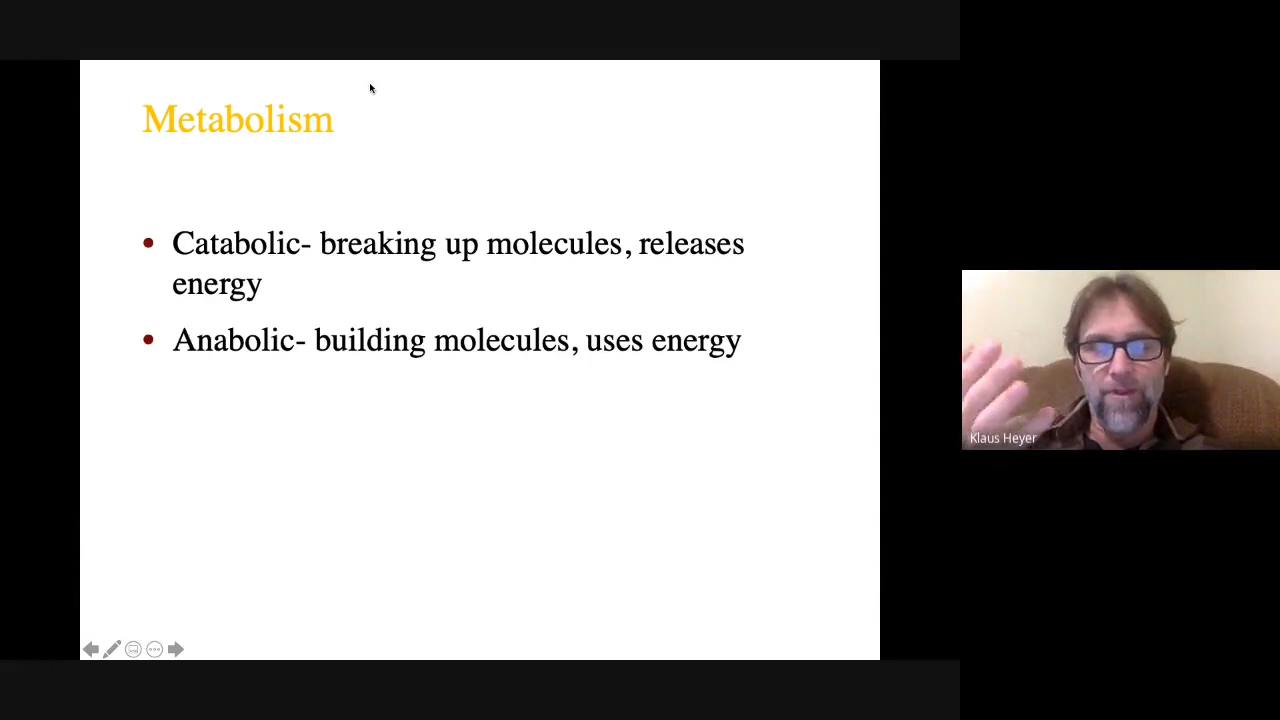 Metabolism
• Catabolic- breaking up molecules, releases
energy
• Anabolic- building molecules, uses energy
Klaus Heyer